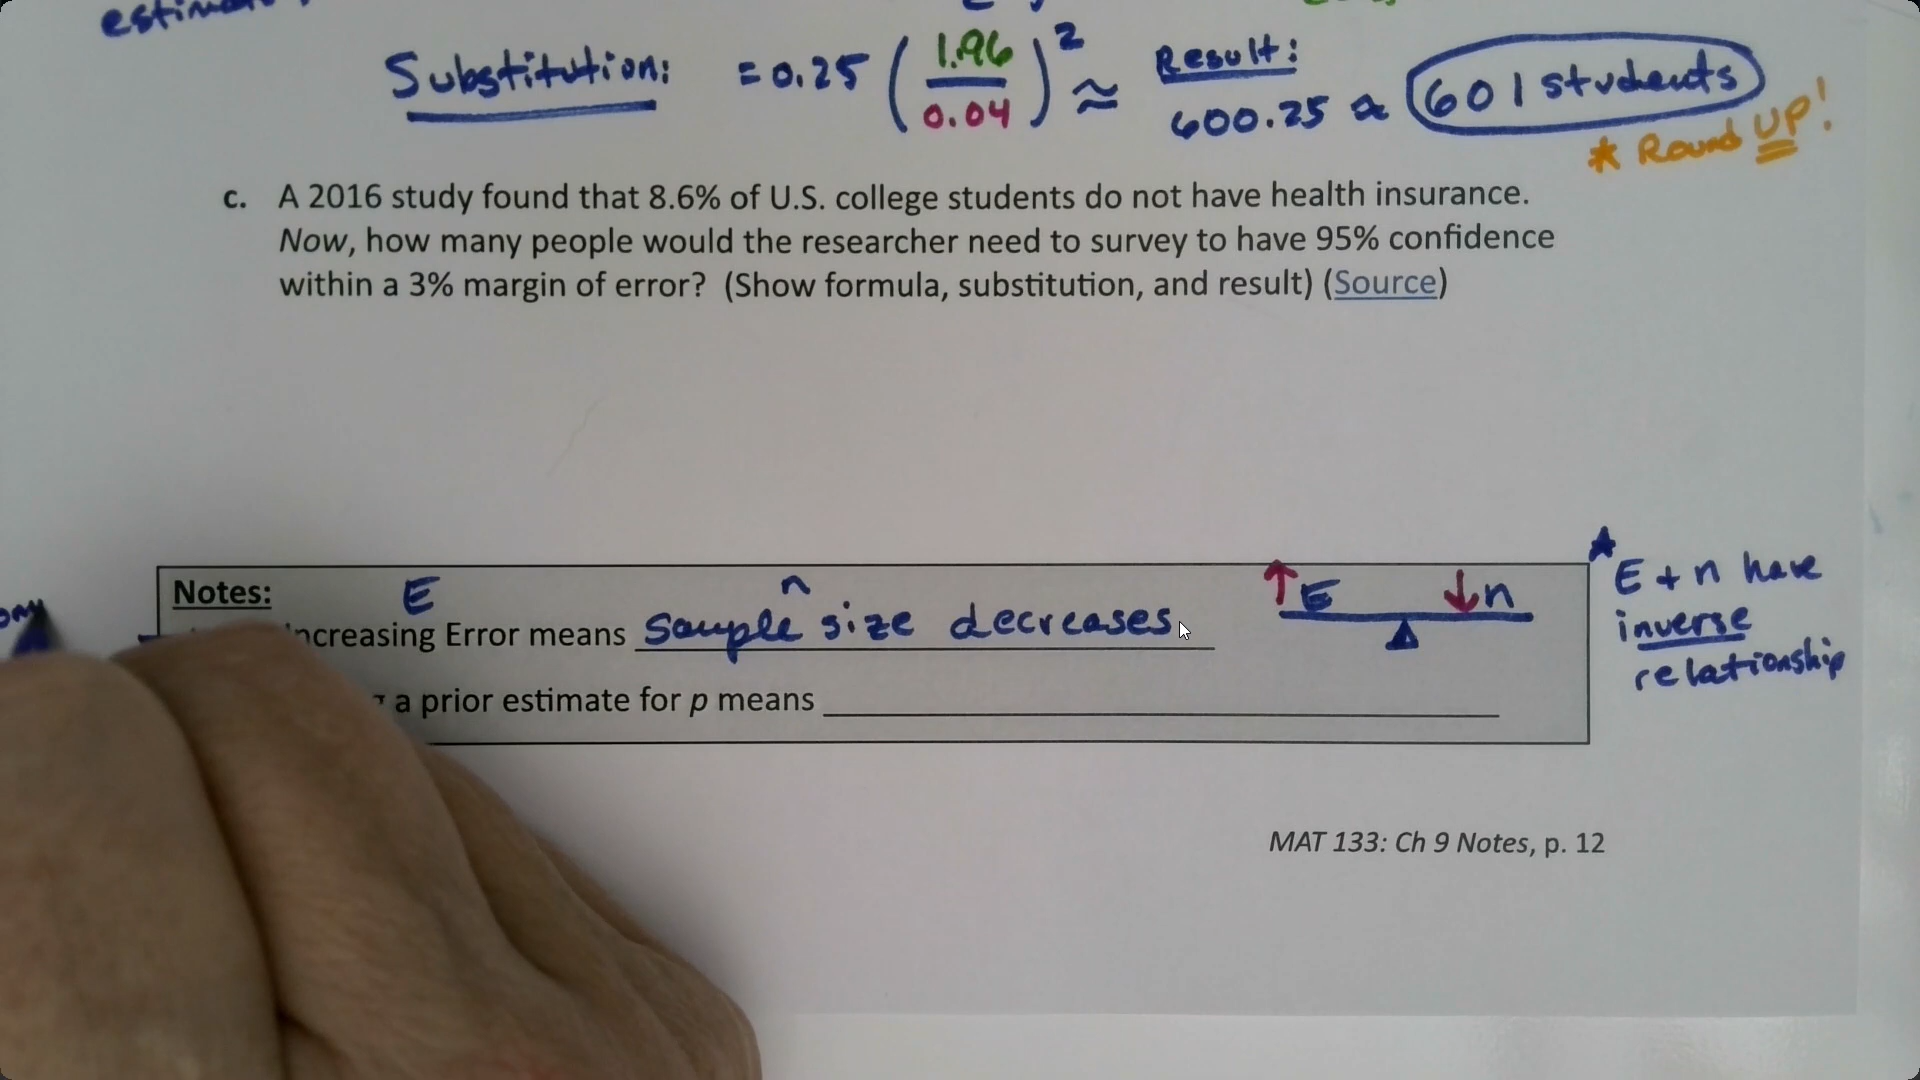 Substitution: = 0.25 (1.96/0.04)² ≈ Result:
600.25 ≈ 601 students
* Round UP!
c. A 2016 study found that 8.6% of U.S. college students do not have health insurance.
Now, how many people would the researcher need to survey to have 95% confidence
within a 3% margin of error? (Show formula, substitution, and result) (Source)
Notes: E n ↑E ↓n
ncreasing Error means sample size decreases.
a prior estimate for p means
E + n have
inverse
relationship
MAT 133: Ch 9 Notes, p. 12